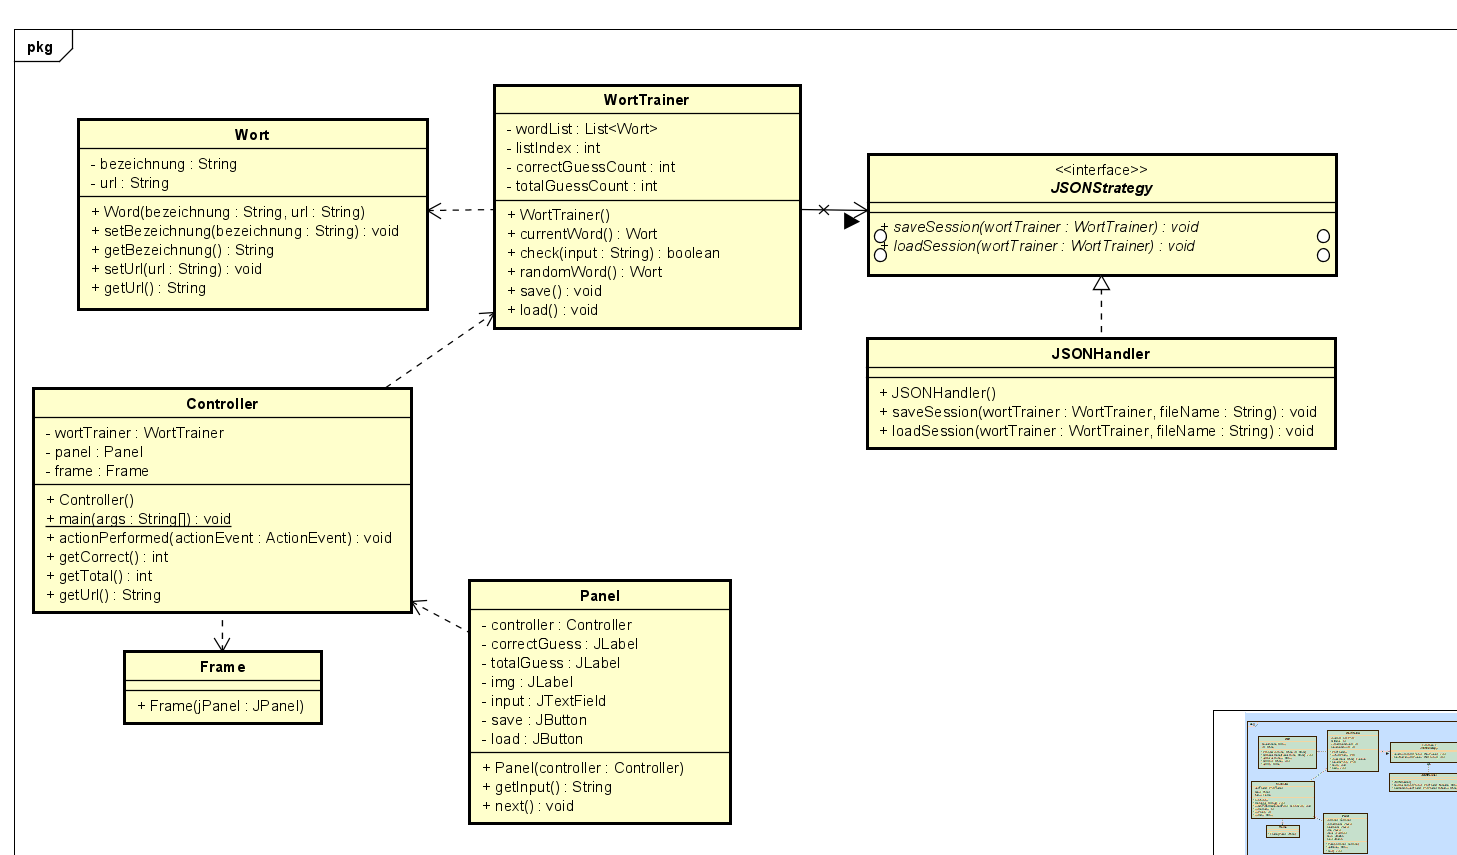 pkg
Wort
- bezeichnung : String
- url : String
+ Word(bezeichnung : String, url : String)
+ setBezeichnung(bezeichnung : String) : void
+ getBezeichnung() : String
+ setUrl(url : String) : void
+ getUrl() : String
WortTrainer
- wordList : List<Wort>
- listIndex : int
- correctGuessCount : int
- totalGuessCount : int
+ WortTrainer()
+ currentWord() : Wort
+ check(input : String) : boolean
+ randomWord() : Wort
+ save() : void
+ load() : void
<<interface>>
JSONStrategy
+ saveSession(wortTrainer : WortTrainer) : void
+ loadSession(wortTrainer : WortTrainer) : void
JSONHandler
+ JSONHandler()
+ saveSession(wortTrainer : WortTrainer, fileName : String) : void
+ loadSession(wortTrainer : WortTrainer, fileName : String) : void
Controller
- wortTrainer : WortTrainer
- panel : Panel
- frame : Frame
+ Controller()
+ main(args : String[]) : void
+ actionPerformed(actionEvent : ActionEvent) : void
+ getCorrect() : int
+ getTotal() : int
+ getUrl() : String
Frame
+ Frame(jPanel : JPanel)
Panel
- controller : Controller
- correctGuess : JLabel
- totalGuess : JLabel
- img : JLabel
- input : JTextField
- save : JButton
- load : JButton
+ Panel(controller : Controller)
+ getInput() : String
+ next() : void